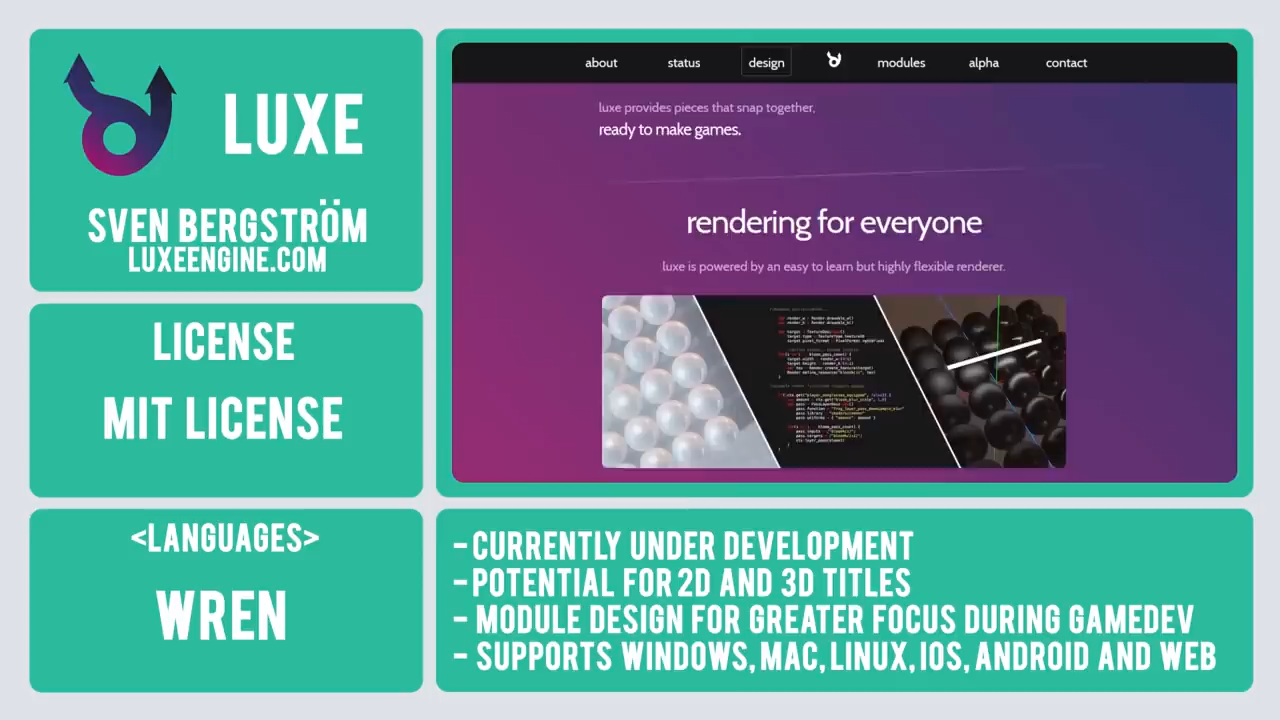 LUXE
SVEN BERGSTRÖM
LUXEENGINE.COM
LICENSE
MIT LICENSE
<LANGUAGES>
WREN
about status design modules alpha contact
luxe provides pieces that snap together,
ready to make games.
rendering for everyone
luxe is powered by an easy to learn but highly flexible renderer.
- CURRENTLY UNDER DEVELOPMENT
- POTENTIAL FOR 2D AND 3D TITLES
- MODULE DESIGN FOR GREATER FOCUS DURING GAMEDEV
- SUPPORTS WINDOWS, MAC, LINUX, IOS, ANDROID AND WEB